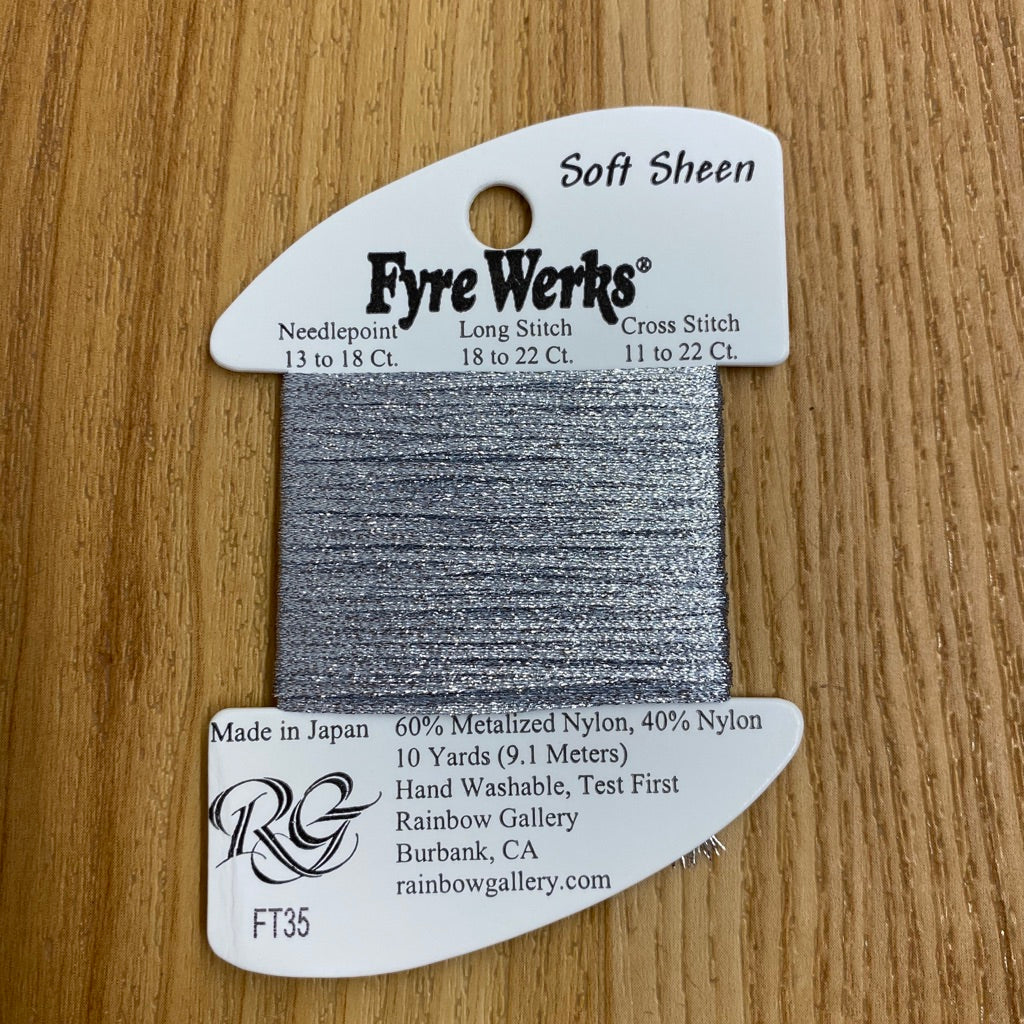 Soft Sheen
Fyre Werks®
Needlepoint Long Stitch Cross Stitch
13 to 18 Ct. 18 to 22 Ct. 11 to 22 Ct.
Made in Japan 60% Metalized Nylon, 40% Nylon
10 Yards (9.1 Meters)
Hand Washable, Test First
RG
Rainbow Gallery
Burbank, CA
rainbowgallery.com
FT35